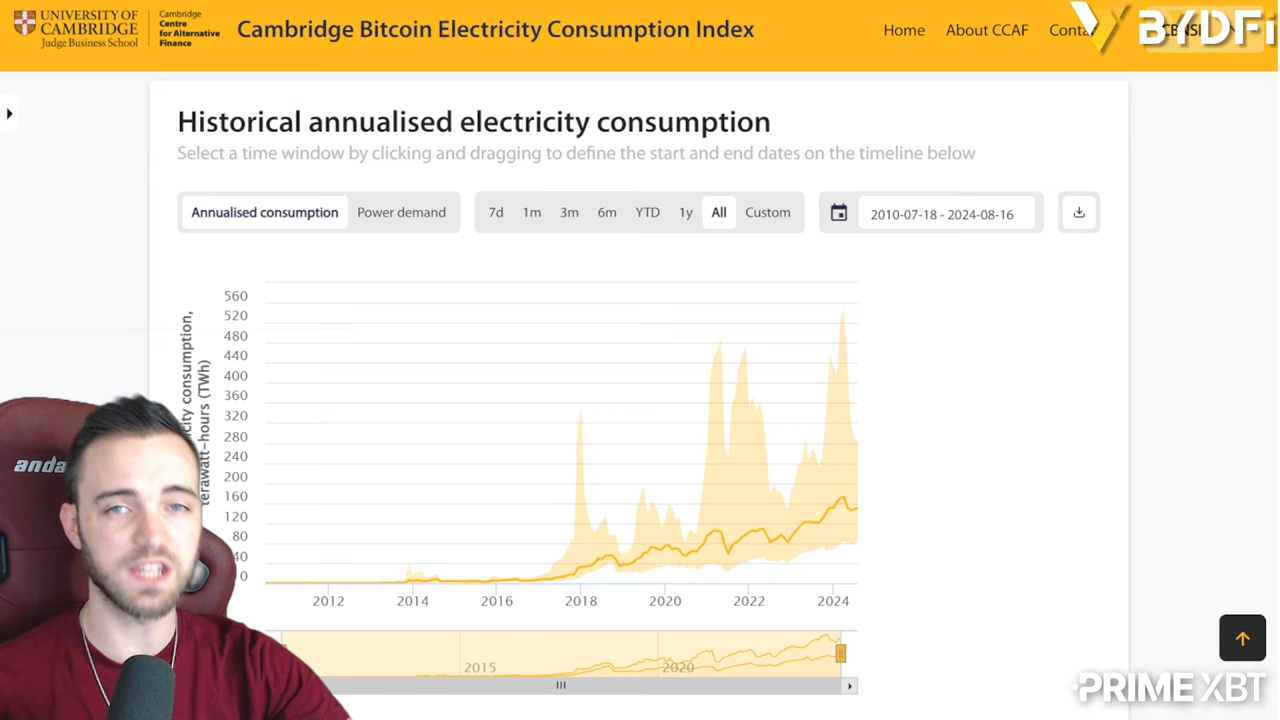 UNIVERSITY OF
CAMBRIDGE
Judge Business School
Cambridge
Centre
for Alternative
Finance
Cambridge Bitcoin Electricity Consumption Index
Home
About CCAF
BYDFi
Historical annualised electricity consumption
Select a time window by clicking and dragging to define the start and end dates on the timeline below
Annualised consumption
Power demand
7d
1m
3m
6m
YTD
1y
All
Custom
2010-07-18 - 2024-08-16
560
520
480
440
400
360
320
280
240
200
160
120
80
40
0
consumption,
terawatt-hours (TWh)
2012
2014
2016
2018
2020
2022
2024
2015
2020
anda
PRIME XBT